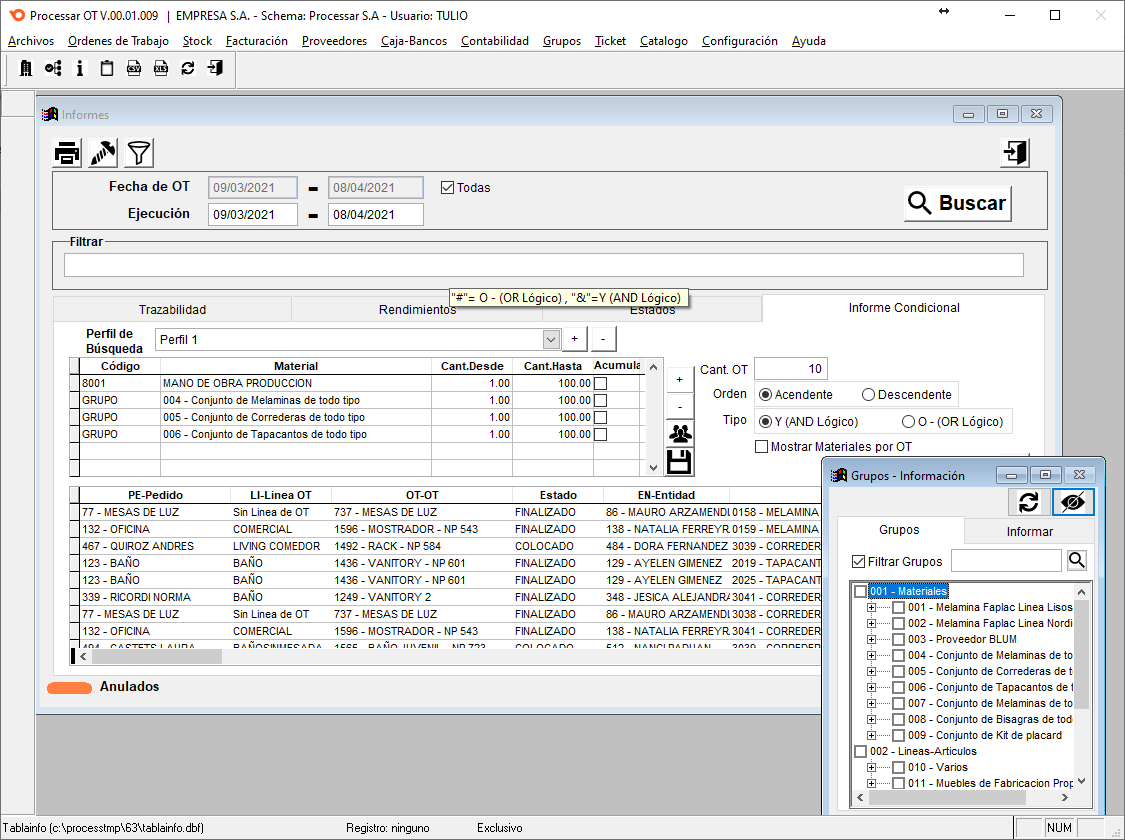 Processar OT V.00.01.009 | EMPRESA S.A. - Schema: Processar S.A - Usuario: TULIO
Archivos Ordenes de Trabajo Stock Facturación Proveedores Caja-Bancos Contabilidad Grupos Ticket Catalogo Configuración Ayuda
CSV XLS
Informes
Fecha de OT 09/03/2021 - 08/04/2021 Todas
Ejecución 09/03/2021 - 08/04/2021
Buscar
Filtrar
"#"= O - (OR Lógico) , "&"=Y (AND Lógico)
Trazabilidad Rendimientos Estados Informe Condicional
Perfil de Búsqueda Perfil 1 + -
Código Material Cant.Desde Cant.Hasta Acumula
8001 MANO DE OBRA PRODUCCION 1.00 100.00
GRUPO 004 - Conjunto de Melaminas de todo tipo 1.00 100.00
GRUPO 005 - Conjunto de Correderas de todo tipo 1.00 100.00
GRUPO 006 - Conjunto de Tapacantos de todo tipo 1.00 100.00
+
-
Cant. OT 10
Orden Acendente Descendente
Tipo Y (AND Lógico) O - (OR Lógico)
Mostrar Materiales por OT
PE-Pedido LI-Linea OT OT-OT Estado EN-Entidad
77 - MESAS DE LUZ Sin Linea de OT 737 - MESAS DE LUZ FINALIZADO 86 - MAURO ARZAMENDI 0158 - MELAMINA
132 - OFICINA COMERCIAL 1596 - MOSTRADOR - NP 543 FINALIZADO 138 - NATALIA FERREYR 0159 - MELAMINA
467 - QUIROZ ANDRES LIVING COMEDOR 1492 - RACK - NP 584 COLOCADO 484 - DORA FERNANDEZ 3039 - CORREDER
123 - BAÑO BAÑO 1436 - VANITORY - NP 601 FINALIZADO 129 - AYELEN GIMENEZ 2019 - TAPACANT
123 - BAÑO BAÑO 1436 - VANITORY - NP 601 FINALIZADO 129 - AYELEN GIMENEZ 2025 - TAPACANT
339 - RICORDI NORMA BAÑO 1249 - VANITORY 2 FINALIZADO 348 - JESICA ALEJANDRA 3041 - CORREDER
77 - MESAS DE LUZ Sin Linea de OT 737 - MESAS DE LUZ FINALIZADO 86 - MAURO ARZAMENDI 3038 - CORREDER
132 - OFICINA COMERCIAL 1596 - MOSTRADOR - NP 543 FINALIZADO 138 - NATALIA FERREYR 3041 - CORREDER
494 - CASTETS LAURA BAÑOSINMESADA 1565 - BAÑO JUVENIL - NP 723 COLOCADO 512 - NANCI PADUAN 3039 - CORREDER
Anulados
Grupos - Información
Grupos Informar
Filtrar Grupos
001 - Materiales
001 - Melamina Faplac Linea Lisos
002 - Melamina Faplac Linea Nordi
003 - Proveedor BLUM
004 - Conjunto de Melaminas de to
005 - Conjunto de Correderas de t
006 - Conjunto de Tapacantos de t
007 - Conjunto de Melaminas de to
008 - Conjunto de Bisagras de tod
009 - Conjunto de Kit de placard
002 - Lineas-Articulos
010 - Varios
011 - Muebles de Fabricacion Prop
Tablainfo (c:\processtmp\63\tablainfo.dbf) Registro: ninguno Exclusivo NUM